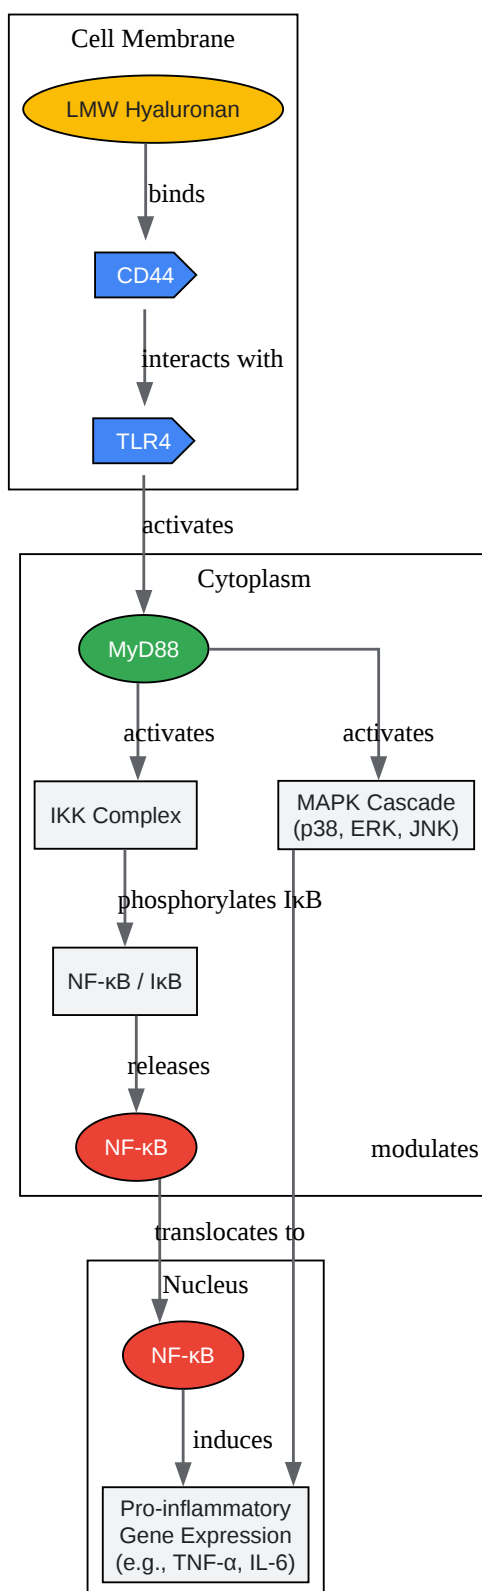 Cell Membrane
LMW Hyaluronan
binds
CD44
interacts with
TLR4
activates
Cytoplasm
MyD88
activates
activates
IKK Complex
MAPK Cascade
(p38, ERK, JNK)
phosphorylates IκB
NF-κB / IκB
releases
NF-κB
modulates
translocates to
Nucleus
NF-κB
induces
Pro-inflammatory
Gene Expression
(e.g., TNF-α, IL-6)